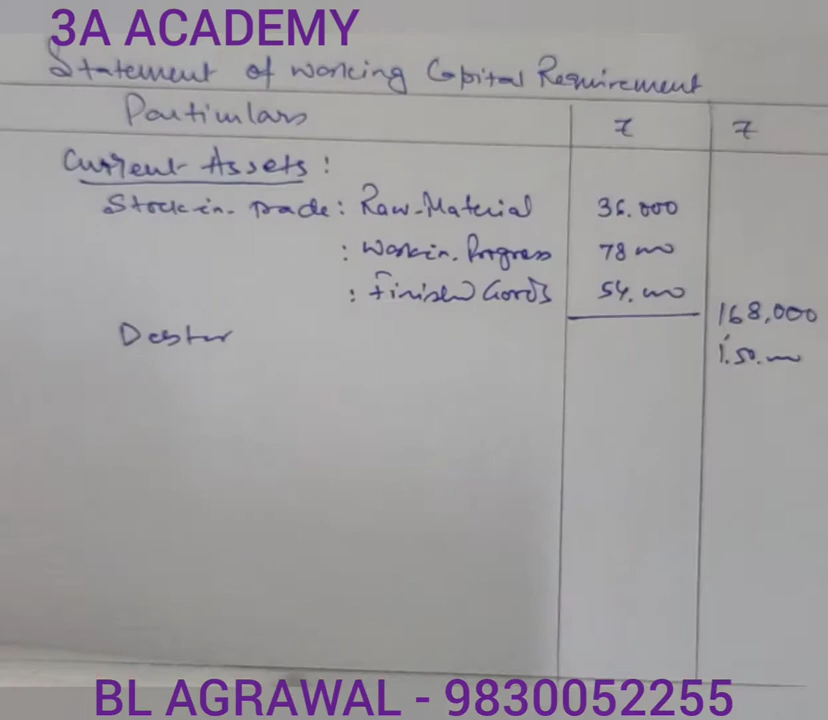 3A ACADEMY
Statement of Working Capital Requirement
Particulars ₹ ₹
Current Assets :
Stock-in-trade : Raw-Material 36.000
: Work-in-Progress 78 000
: Finished Goods 54.000
168,000
Debtor 1.50.000
BL AGRAWAL - 9830052255